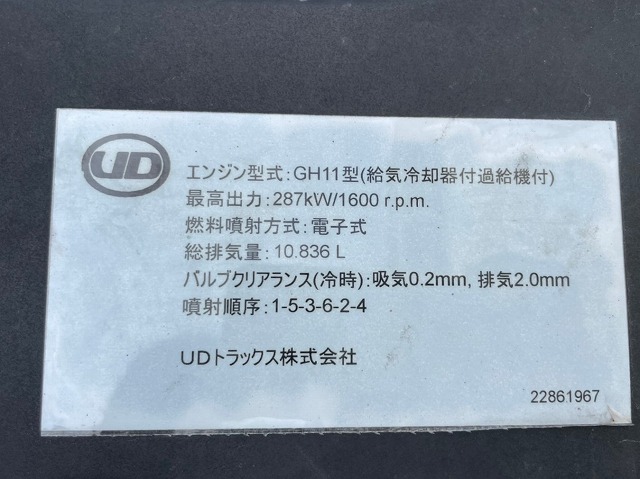 UD
エンジン型式:GH11型(給気冷却器付過給機付)
最高出力:287kW/1600 r.p.m.
燃料噴射方式:電子式
総排気量:10.836 L
バルブクリアランス(冷時):吸気0.2mm, 排気2.0mm
噴射順序:1-5-3-6-2-4
UDトラックス株式会社
22861967